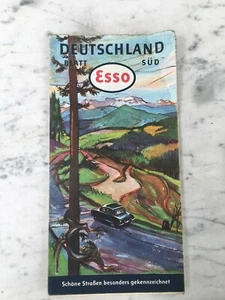 DEUTSCHLAND
BLATT SÜD
Esso
Schöne Straßen besonders gekennzeichnet